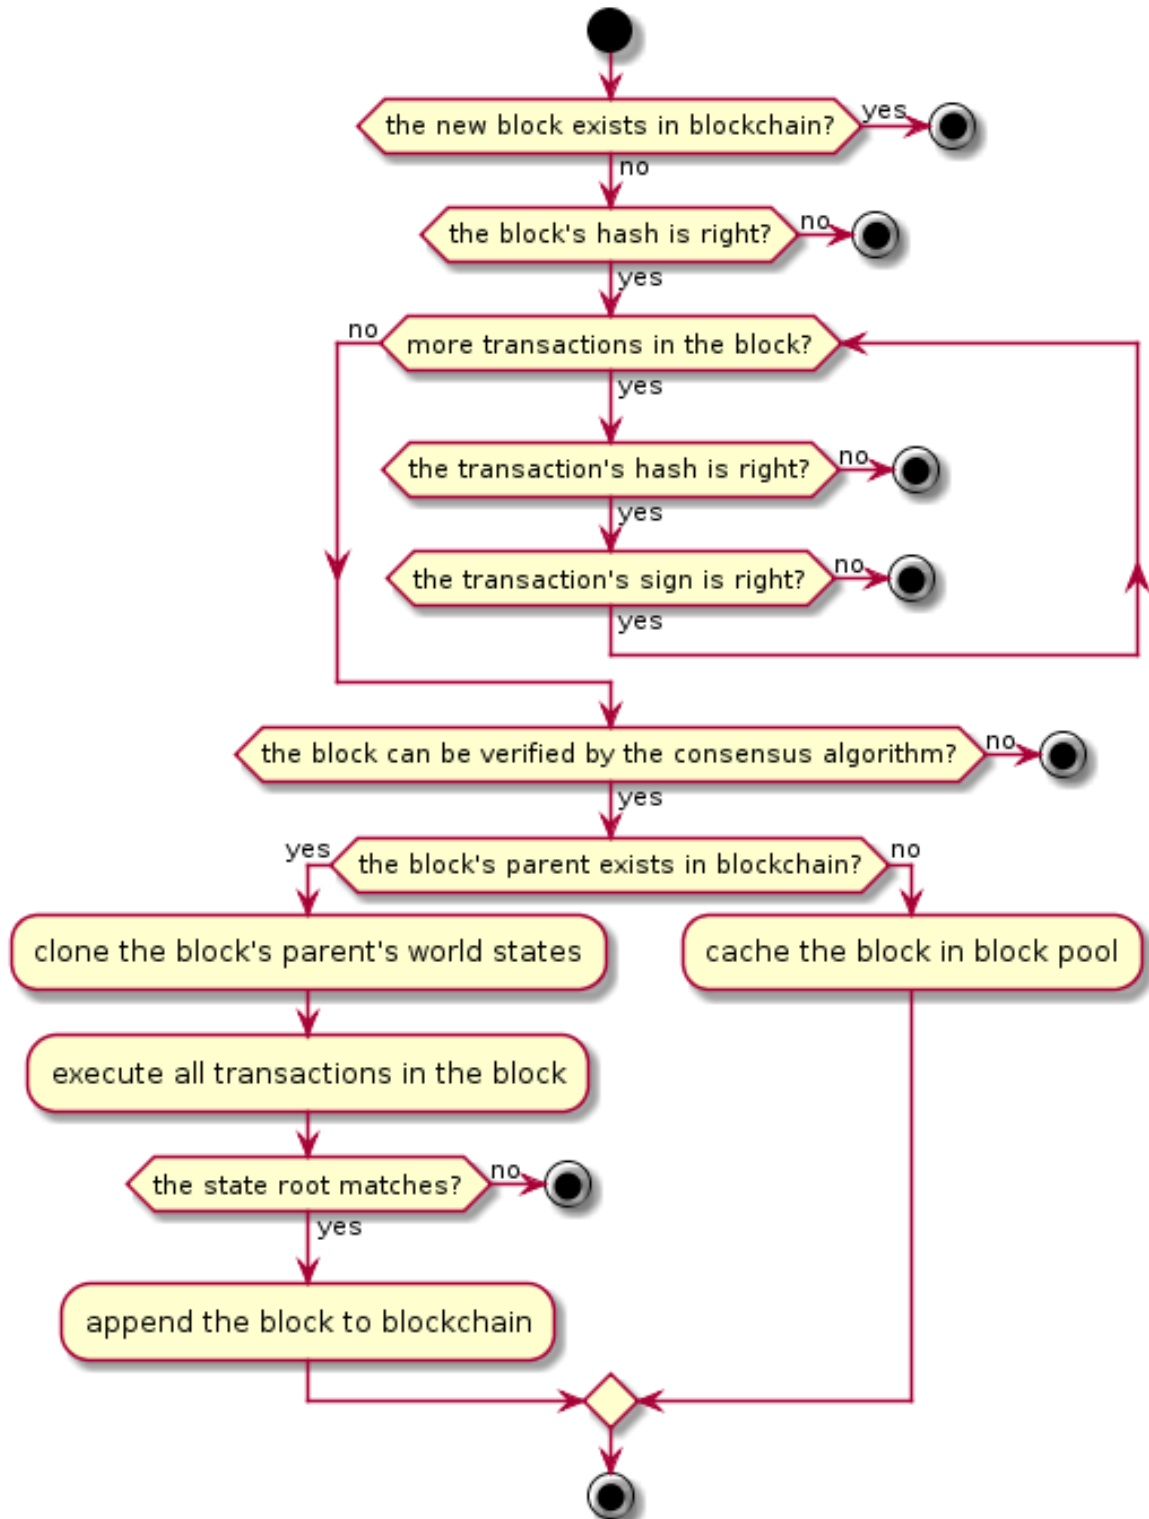 the new block exists in blockchain?
yes
no
the block's hash is right?
no
yes
no
more transactions in the block?
yes
the transaction's hash is right?
no
yes
the transaction's sign is right?
no
yes
the block can be verified by the consensus algorithm?
no
yes
yes
the block's parent exists in blockchain?
no
clone the block's parent's world states
cache the block in block pool
execute all transactions in the block
the state root matches?
no
yes
append the block to blockchain